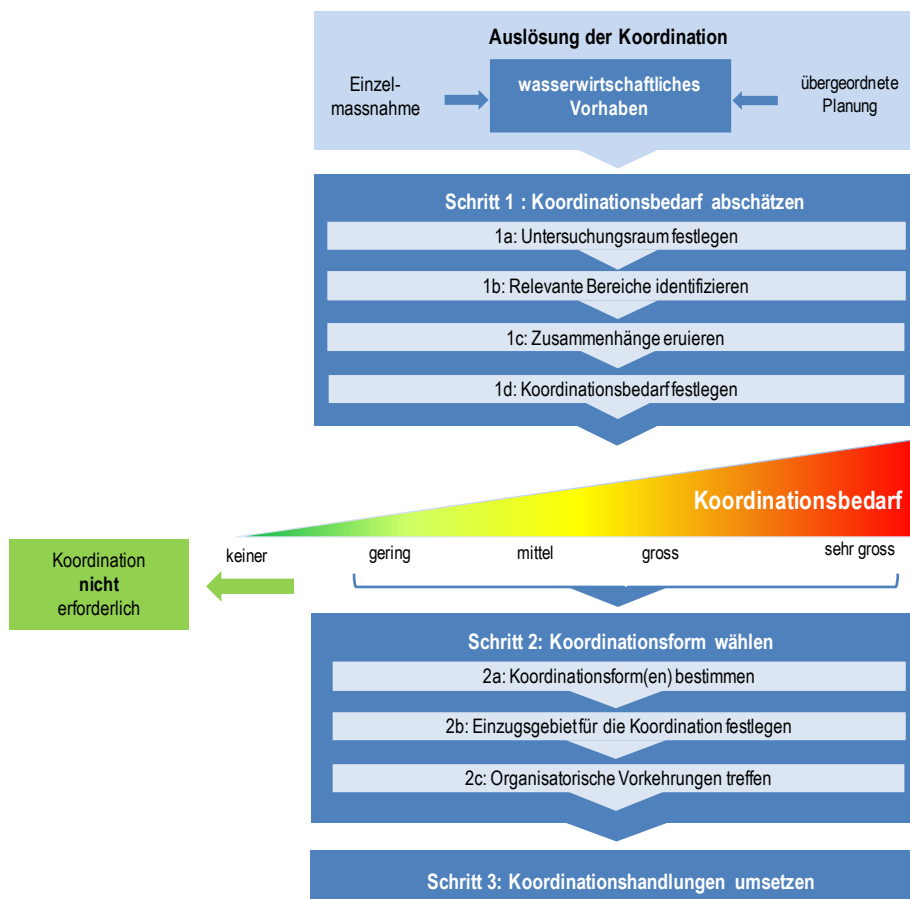 Auslösung der Koordination
Einzel-
massnahme
wasserwirtschaftliches
Vorhaben
übergeordnete
Planung
Schritt 1 : Koordinationsbedarf abschätzen
1a: Untersuchungsraum festlegen
1b: Relevante Bereiche identifizieren
1c: Zusammenhänge eruieren
1d: Koordinationsbedarf festlegen
Koordinationsbedarf
keiner
gering
mittel
gross
sehr gross
Koordination
nicht
erforderlich
Schritt 2: Koordinationsform wählen
2a: Koordinationsform(en) bestimmen
2b: Einzugsgebiet für die Koordination festlegen
2c: Organisatorische Vorkehrungen treffen
Schritt 3: Koordinationshandlungen umsetzen